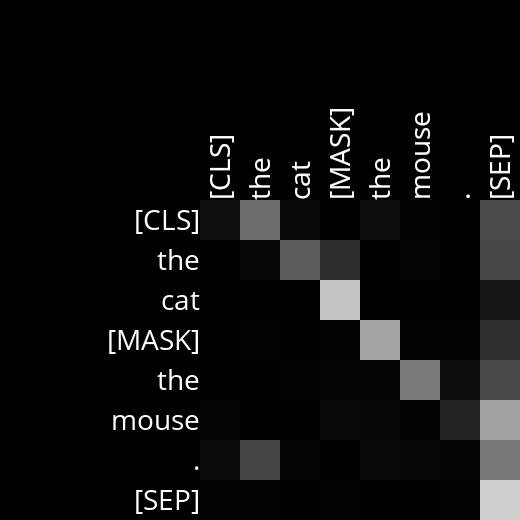 [CLS] the cat [MASK] the mouse . [SEP]
[CLS]
the
cat
[MASK]
the
mouse
.
[SEP]